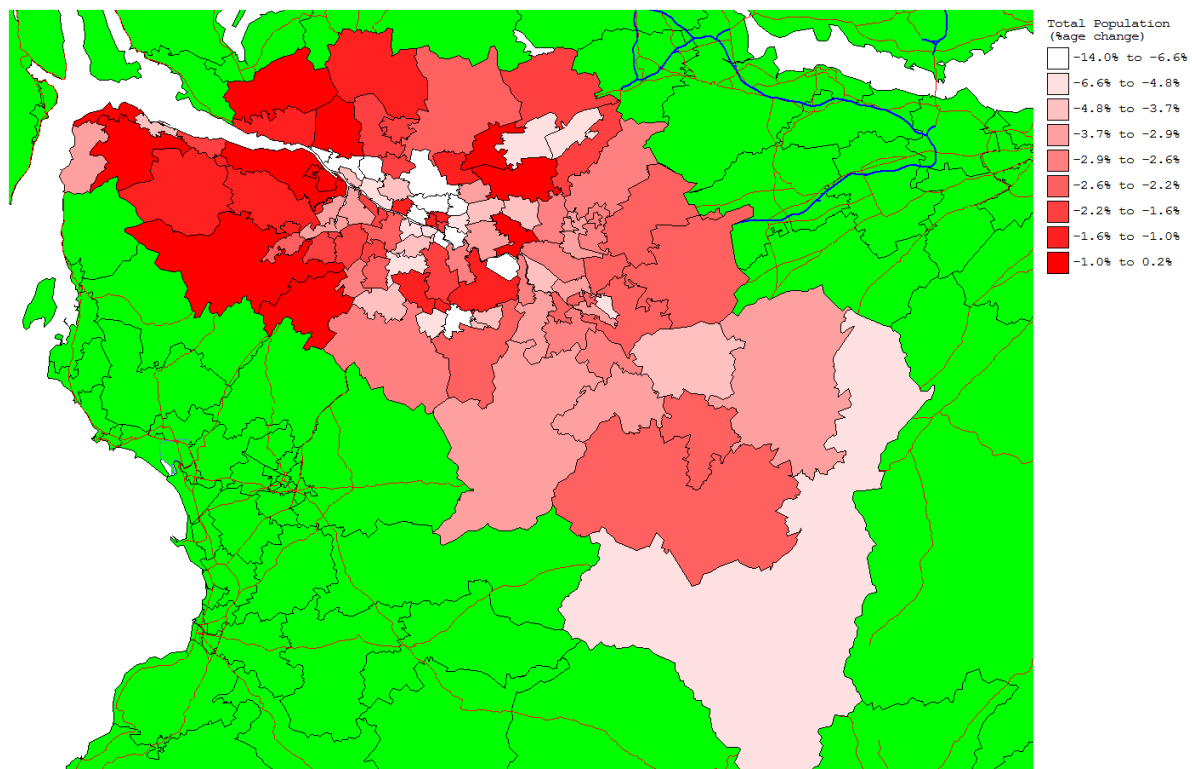 Total Population
(%age change)
-14.0% to -6.6%
-6.6% to -4.8%
-4.8% to -3.7%
-3.7% to -2.9%
-2.9% to -2.6%
-2.6% to -2.2%
-2.2% to -1.6%
-1.6% to -1.0%
-1.0% to 0.2%